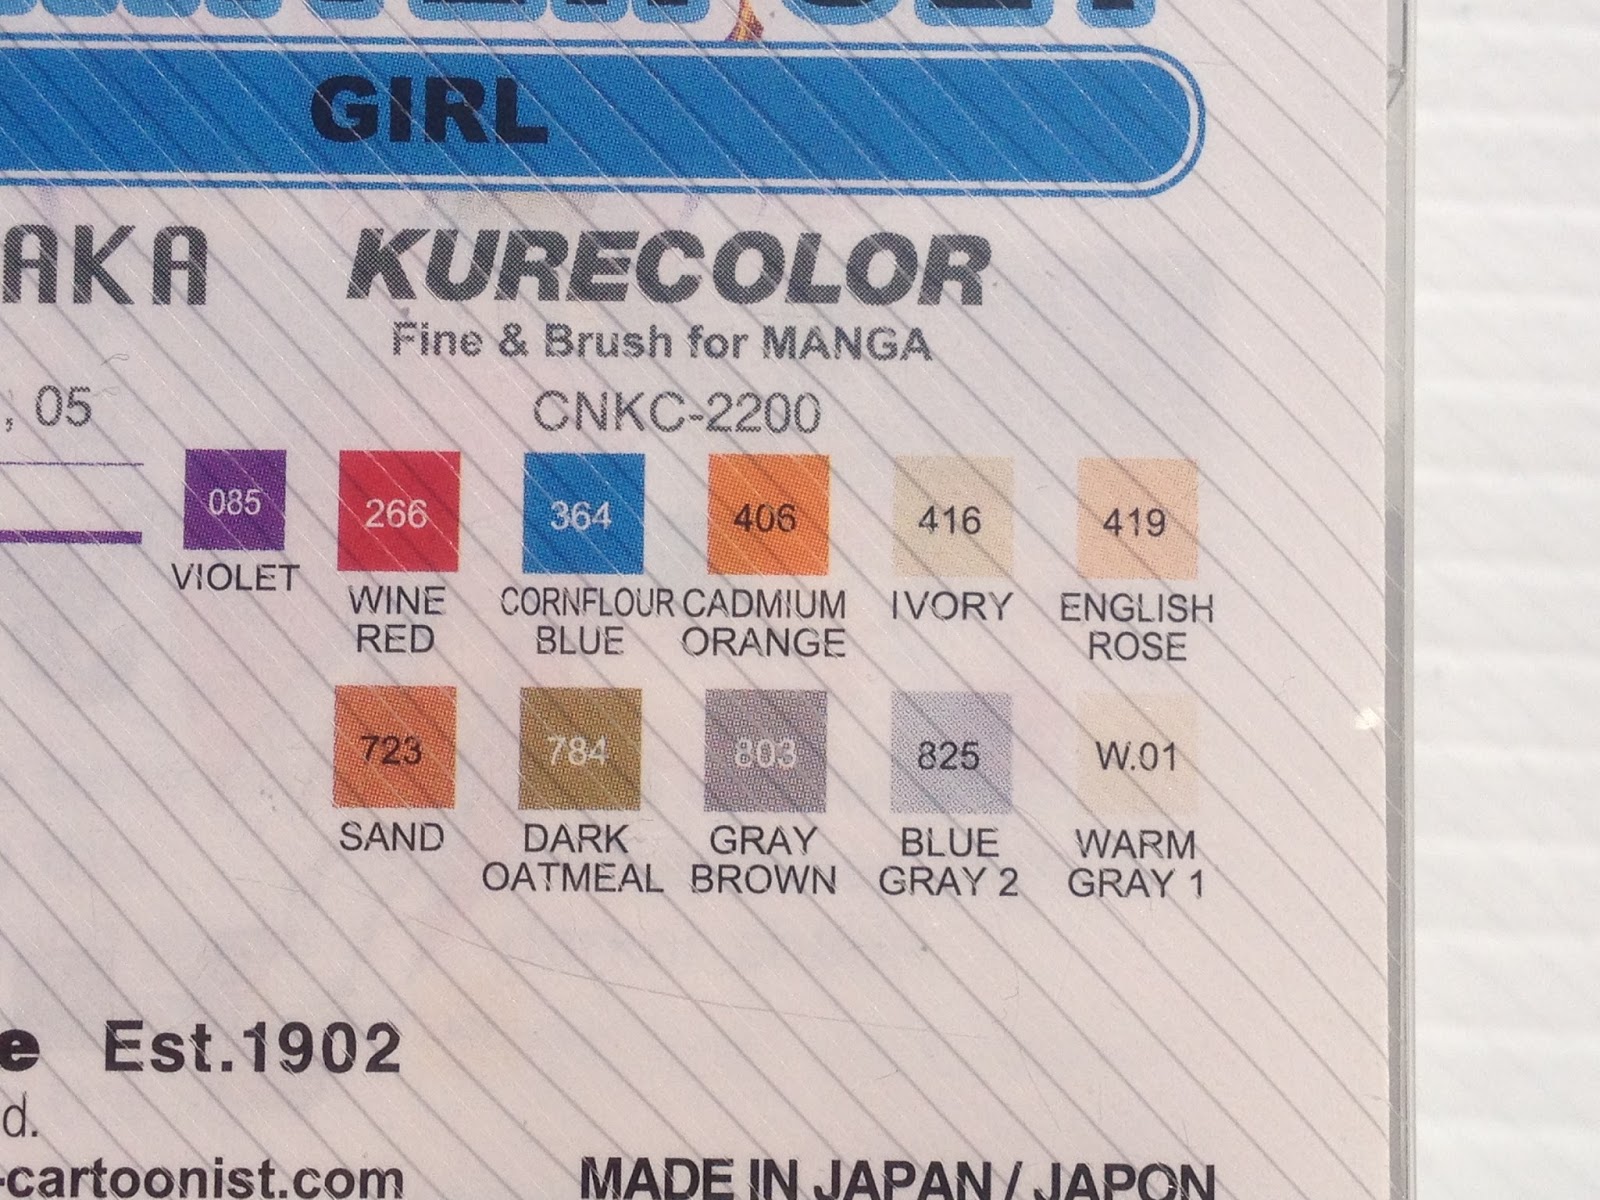 GIRL
AKA KURECOLOR
Fine & Brush for MANGA
, 05 CNKC-2200
085 266 364 406 416 419
VIOLET WINE RED CORNFLOUR BLUE CADMIUM ORANGE IVORY ENGLISH ROSE
723 784 803 825 W.01
SAND DARK OATMEAL GRAY BROWN BLUE GRAY 2 WARM GRAY 1
e Est.1902
d.
-cartoonist.com MADE IN JAPAN / JAPON